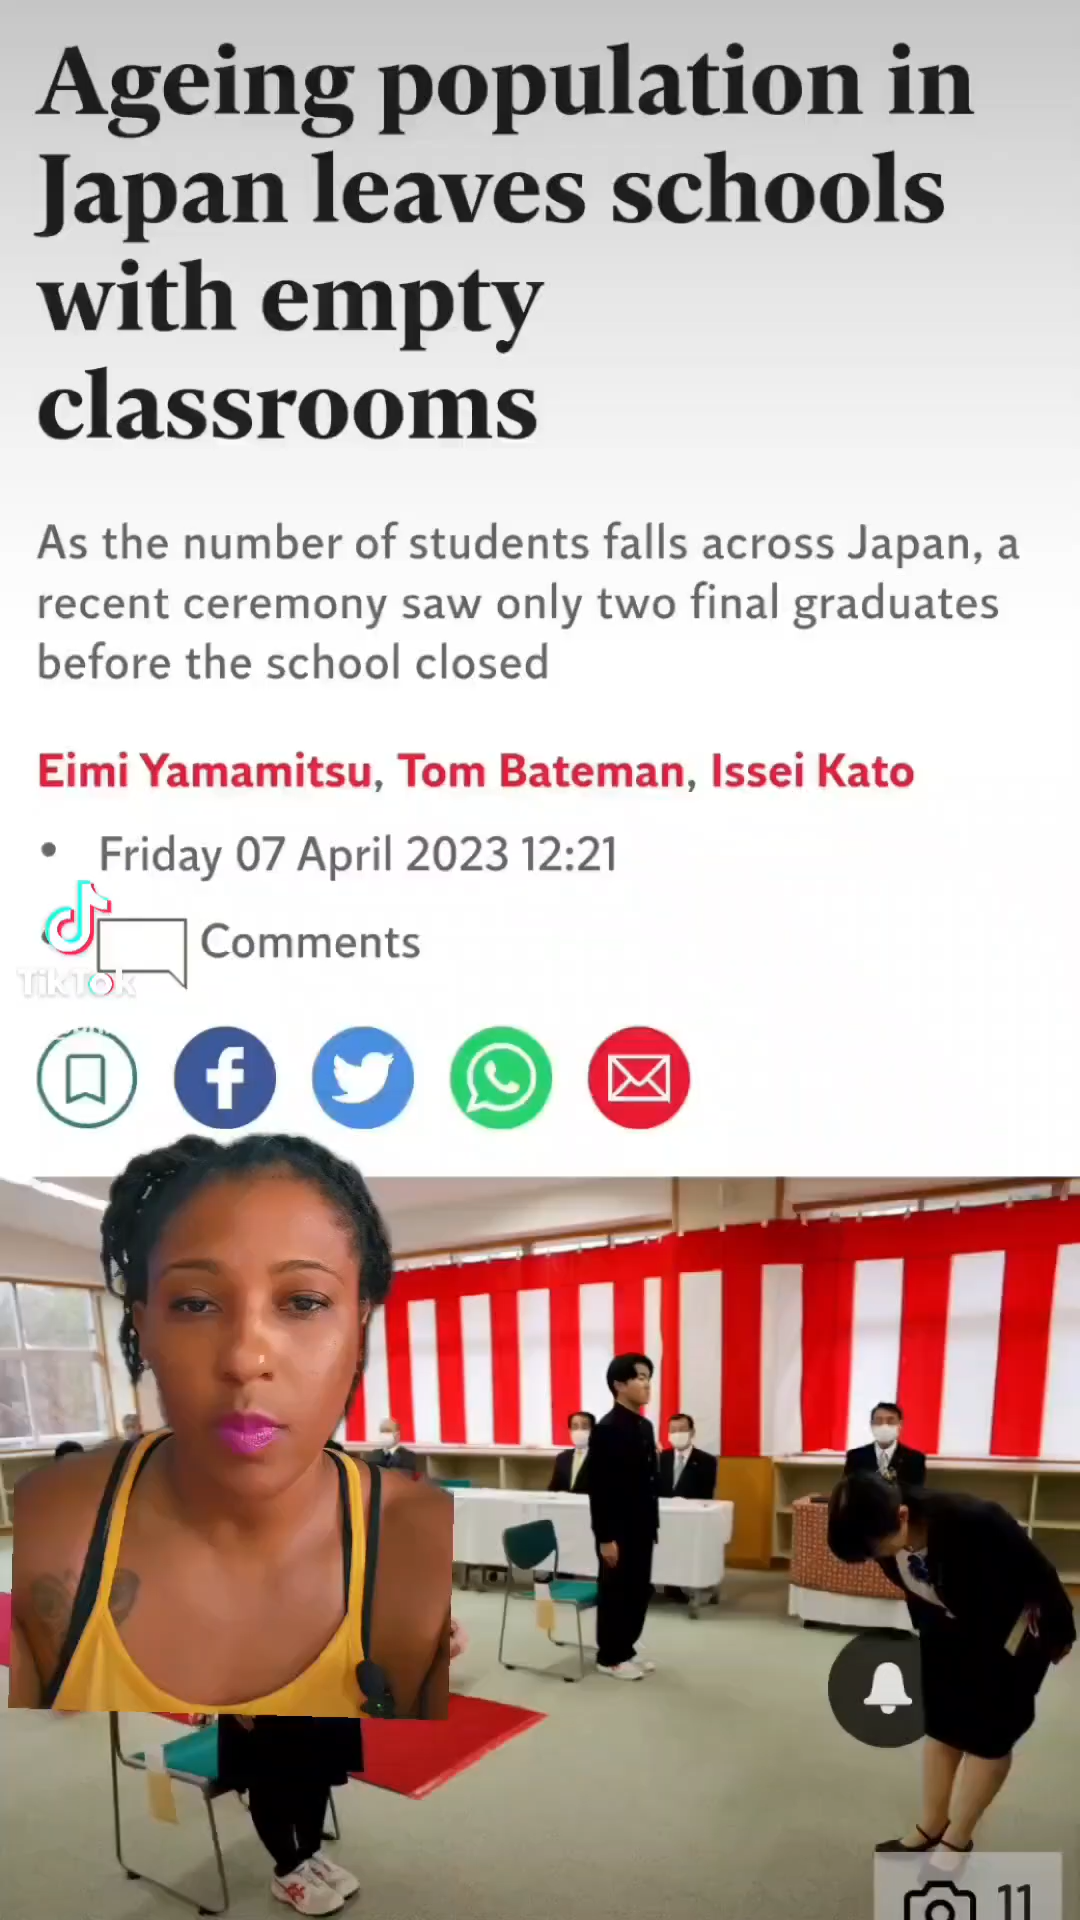 Ageing population in
Japan leaves schools
with empty
classrooms
As the number of students falls across Japan, a
recent ceremony saw only two final graduates
before the school closed
Eimi Yamamitsu, Tom Bateman, Issei Kato
• Friday 07 April 2023 12:21
Comments
TikTok
11